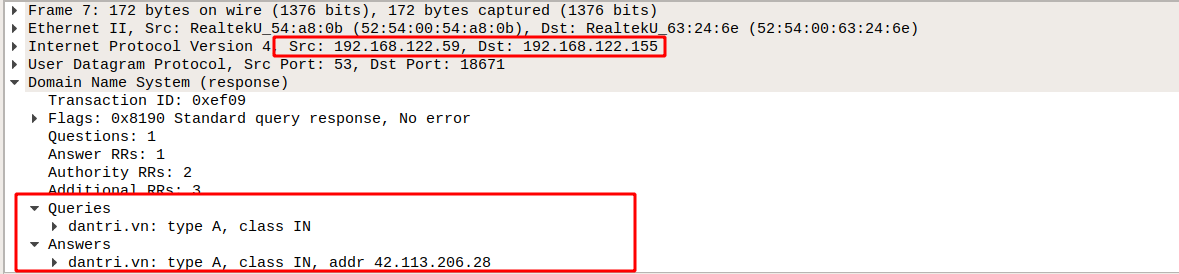 Frame 7: 172 bytes on wire (1376 bits), 172 bytes captured (1376 bits)
Ethernet II, Src: RealtekU_54:a8:0b (52:54:00:54:a8:0b), Dst: RealtekU_63:24:6e (52:54:00:63:24:6e)
Internet Protocol Version 4, Src: 192.168.122.59, Dst: 192.168.122.155
User Datagram Protocol, Src Port: 53, Dst Port: 18671
Domain Name System (response)
Transaction ID: 0xef09
Flags: 0x8190 Standard query response, No error
Questions: 1
Answer RRs: 1
Authority RRs: 2
Additional RRs: 3
Queries
dantri.vn: type A, class IN
Answers
dantri.vn: type A, class IN, addr 42.113.206.28